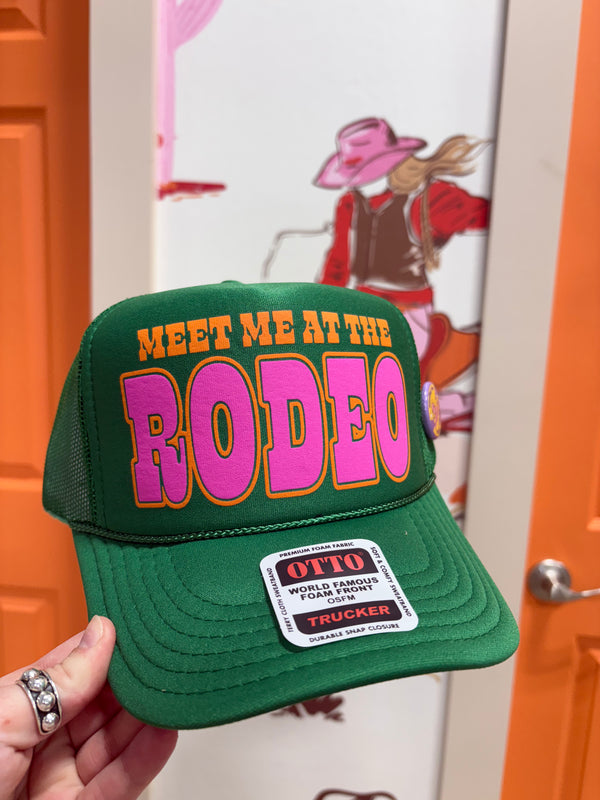 MEET ME AT THE
RODEO
PREMIUM FOAM FABRIC
OTTO
WORLD FAMOUS
FOAM FRONT
OSFM
TRUCKER
DURABLE SNAP CLOSURE
TERRY CLOTH SWEATBAND
SOFT & COMFY SWEATBAND